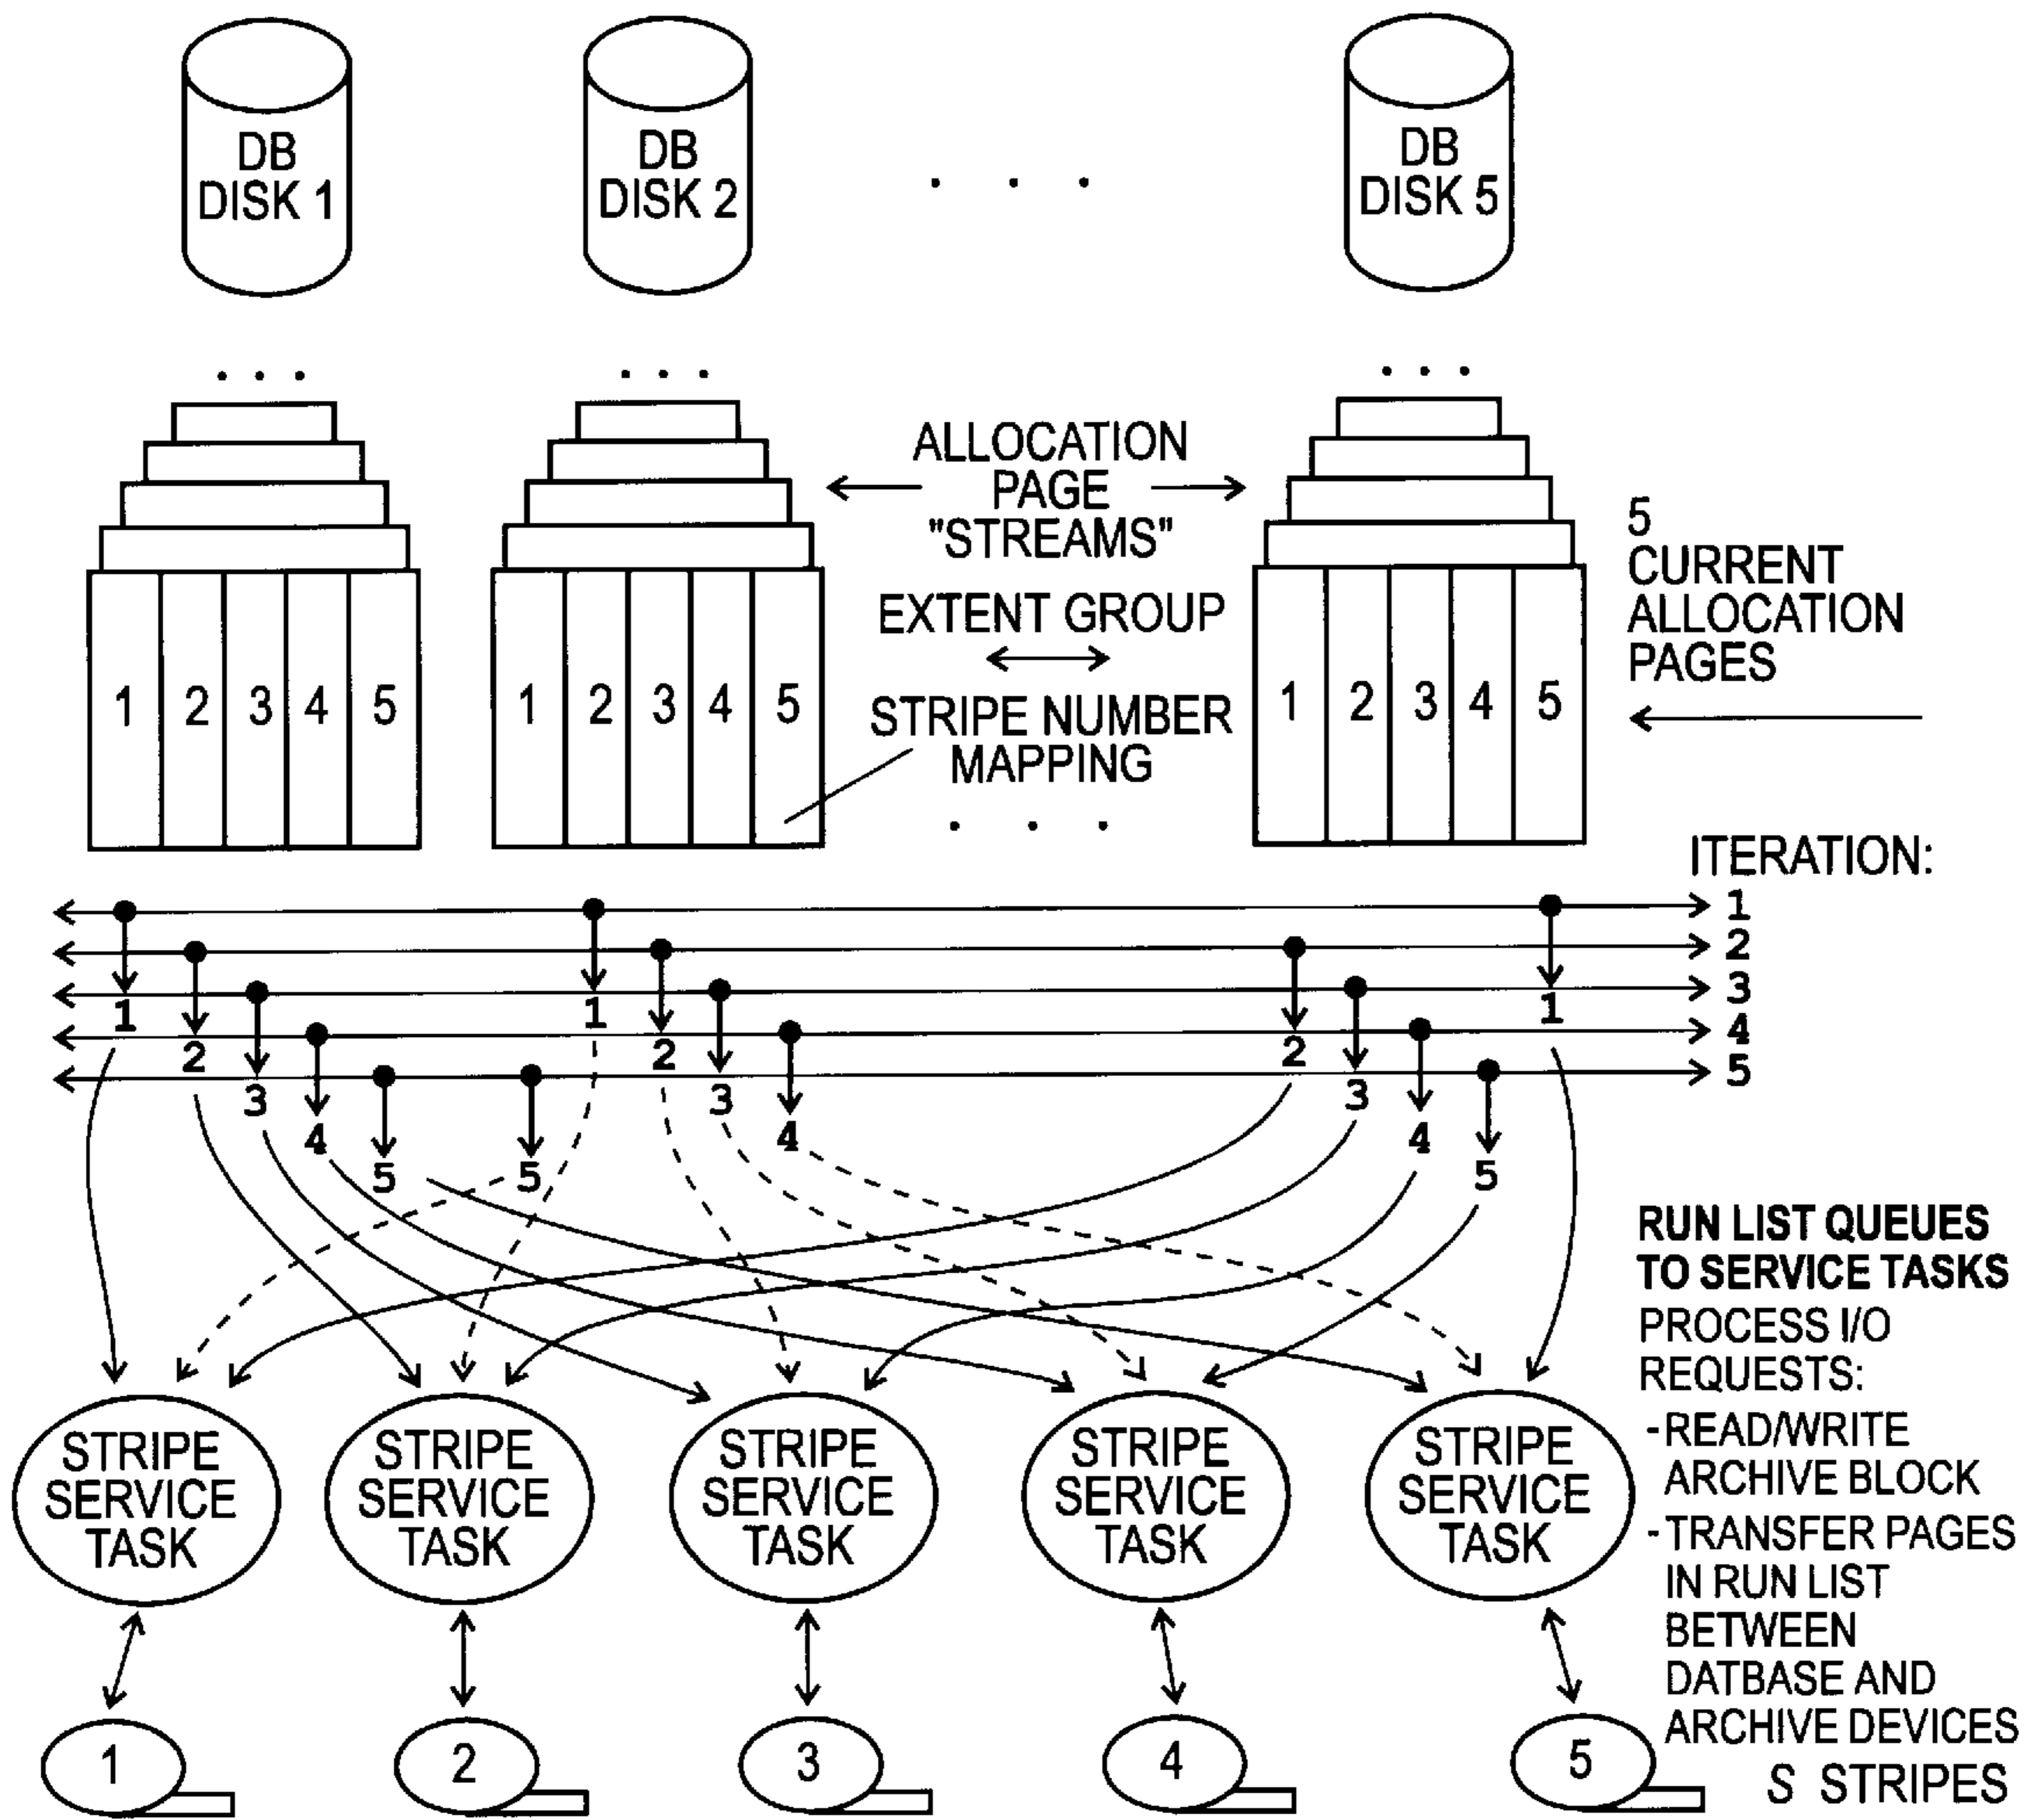 DB
DISK 1
DB
DISK 2
. . .
DB
DISK 5
. . .
. . .
. . .
ALLOCATION
PAGE
"STREAMS"
EXTENT GROUP
STRIPE NUMBER
MAPPING
. . .
5
CURRENT
ALLOCATION
PAGES
1 2 3 4 5
1 2 3 4 5
1 2 3 4 5
ITERATION:
1
2
3
4
5
1
2
3
4
5
1
2
3
4
5
1
2
3
4
5
RUN LIST QUEUES
TO SERVICE TASKS
PROCESS I/O
REQUESTS:
-READ/WRITE
ARCHIVE BLOCK
-TRANSFER PAGES
IN RUN LIST
BETWEEN
DATBASE AND
ARCHIVE DEVICES
STRIPE
SERVICE
TASK
STRIPE
SERVICE
TASK
STRIPE
SERVICE
TASK
STRIPE
SERVICE
TASK
STRIPE
SERVICE
TASK
1
2
3
4
5
S STRIPES